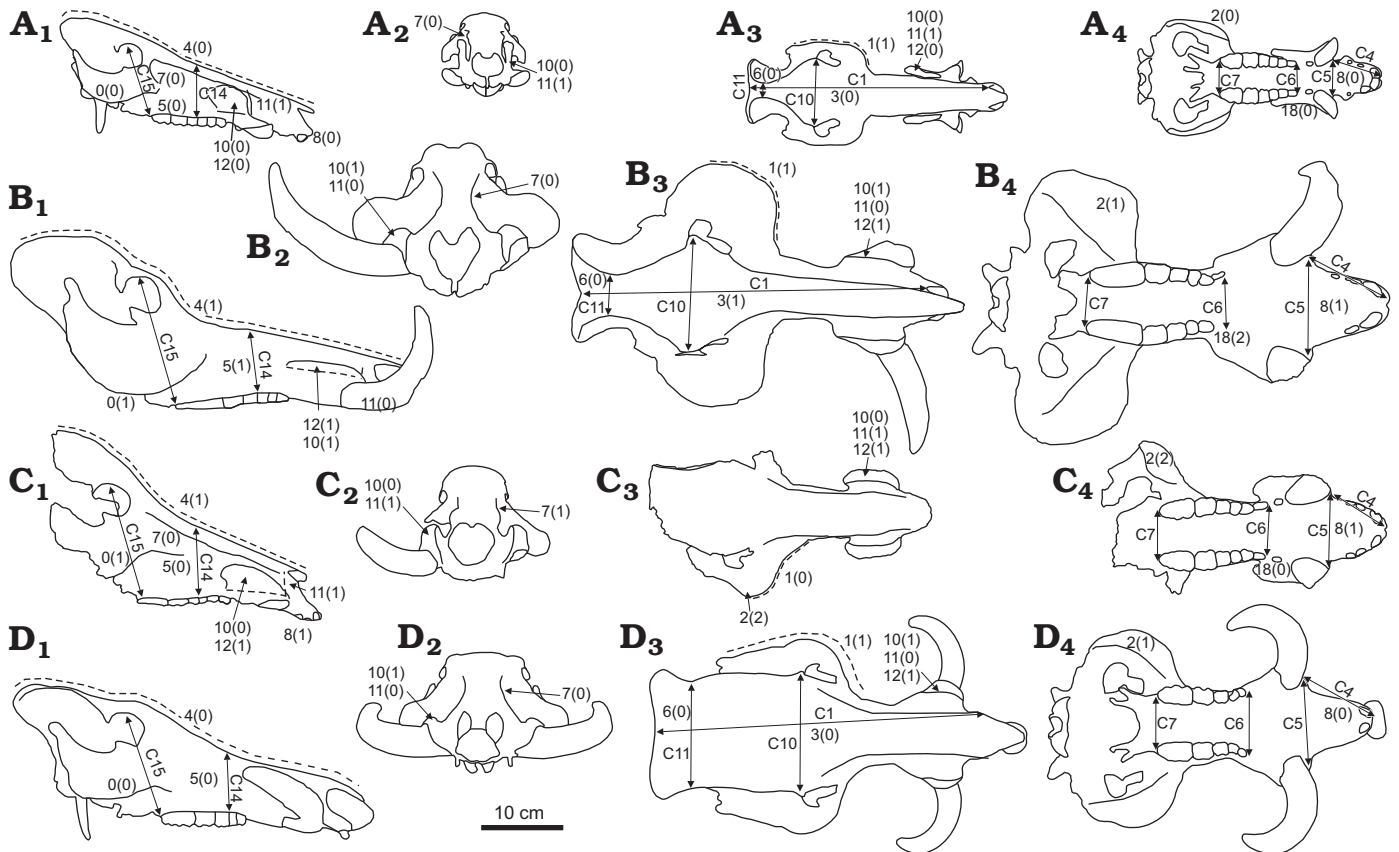 A1
4(0)
7(0)
C15
0(0)
5(0)
C14
11(1)
10(0)
12(0)
8(0)
A2
7(0)
10(0)
11(1)
A3
1(1)
10(0)
11(1)
12(0)
C11
6(0)
C10
C1
3(0)
A4
2(0)
C7
C6
C5
C4
8(0)
18(0)
B1
4(1)
C15
5(1)
C14
0(1)
12(1)
10(1)
11(0)
B2
10(1)
11(0)
7(0)
B3
1(1)
10(1)
11(0)
12(1)
6(0)
C11
C10
C1
3(1)
B4
2(1)
C7
C6
18(2)
C5
C4
8(1)
C1
4(1)
C15
7(0)
0(1)
5(0)
C14
11(1)
10(0)
12(1)
8(1)
C2
10(0)
11(1)
7(1)
C3
10(0)
11(1)
12(1)
1(0)
2(2)
C4
2(2)
C7
C6
18(0)
C5
C4
8(1)
D1
4(0)
C15
0(0)
5(0)
C14
D2
10(1)
11(0)
7(0)
10 cm
D3
1(1)
10(1)
11(0)
12(1)
6(0)
C11
C10
C1
3(0)
D4
2(1)
C7
C6
C5
C4
8(0)